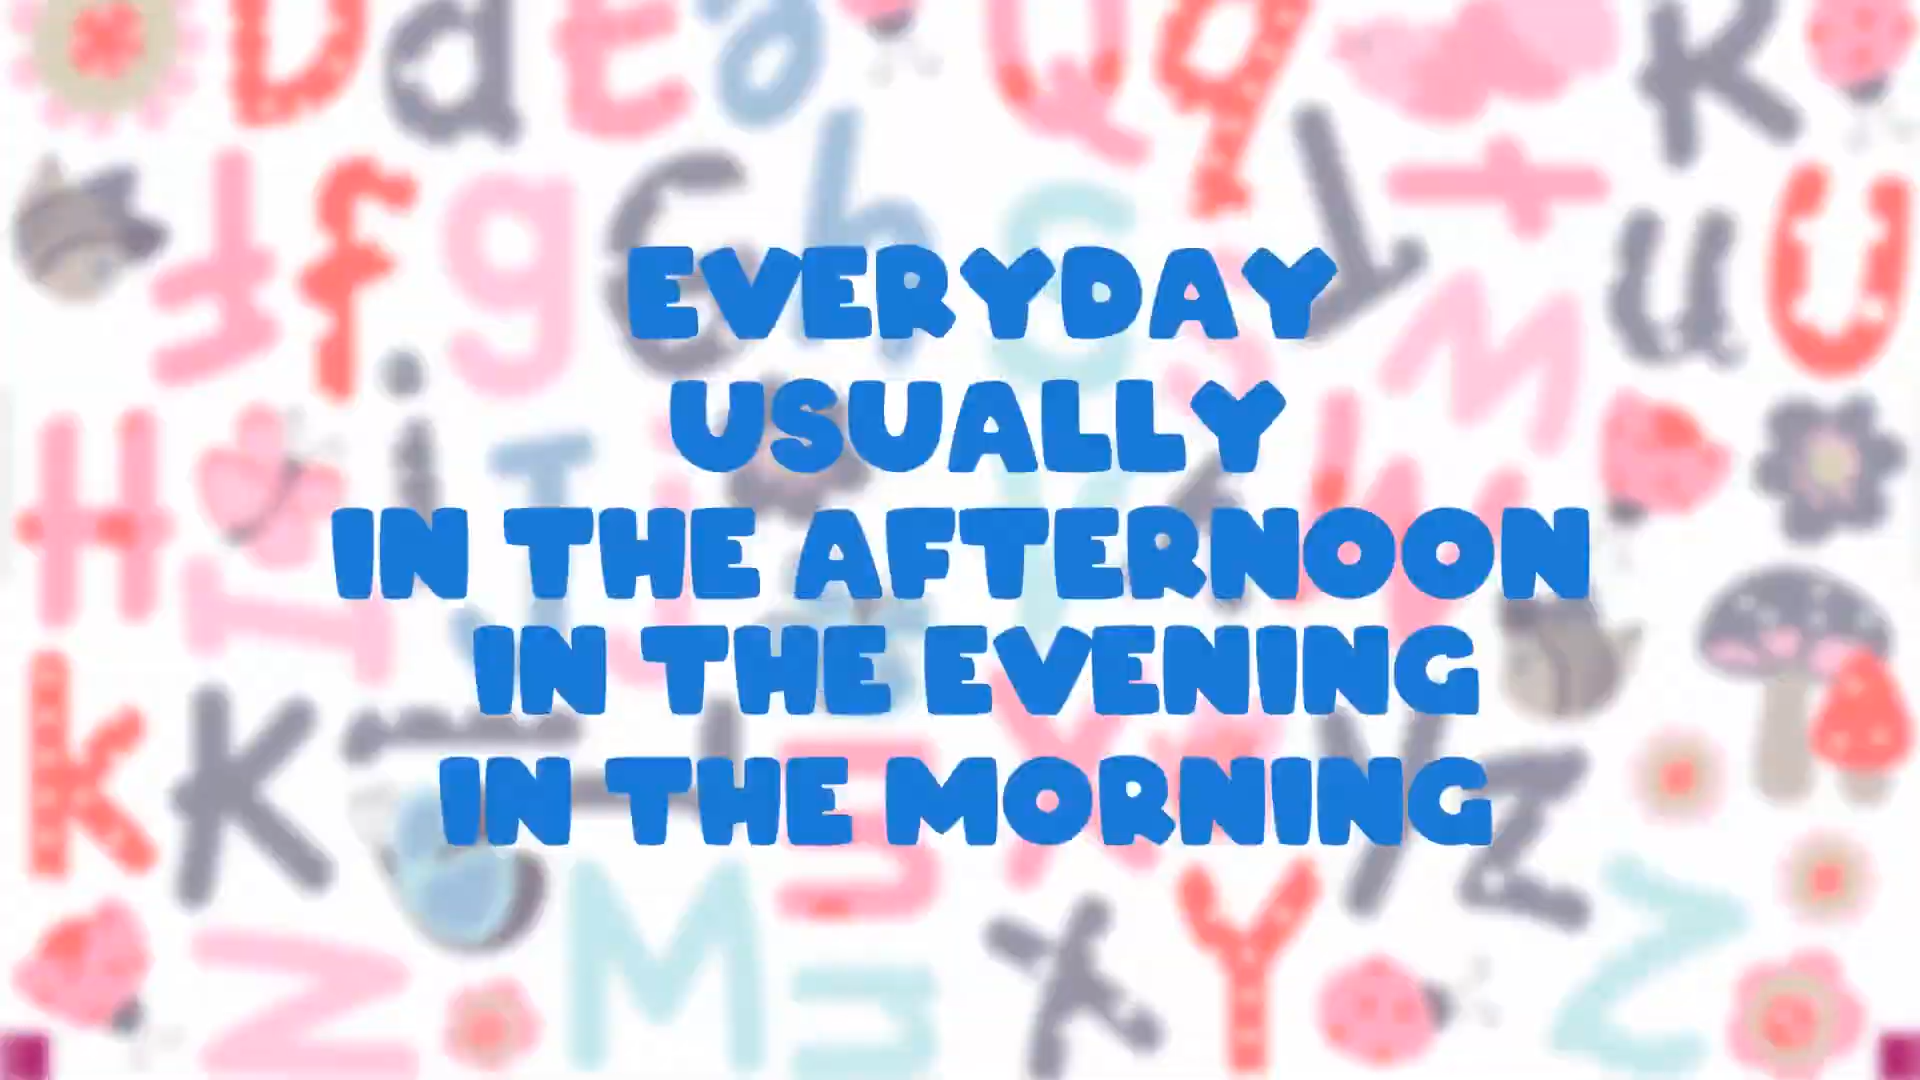 EVERYDAY
USUALLY
IN THE AFTERNOON
IN THE EVENING
IN THE MORNING